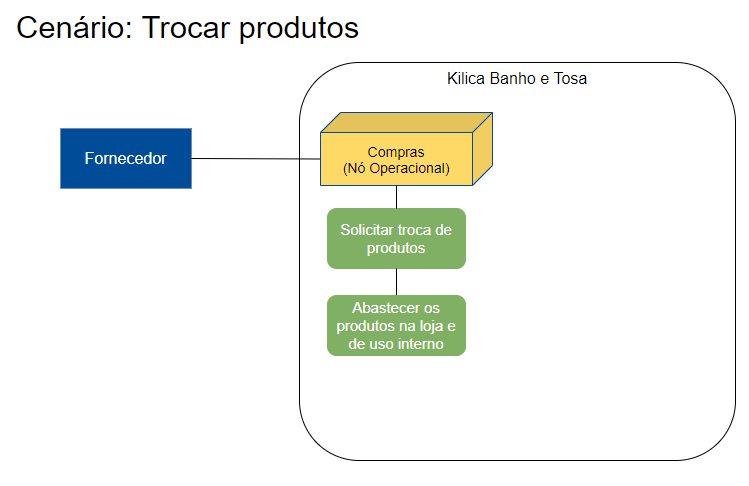 Cenário: Trocar produtos
Kilica Banho e Tosa
Fornecedor
Compras
(Nó Operacional)
Solicitar troca de
produtos
Abastecer os
produtos na loja e
de uso interno